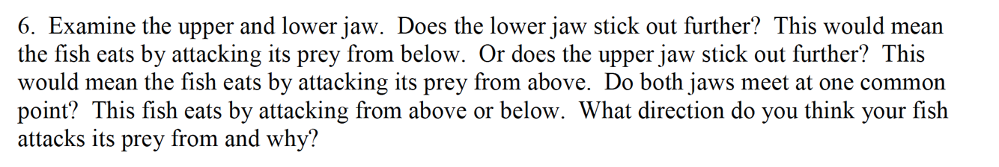 6.  Examine the upper and lower jaw.  Does the lower jaw stick out further?  This would mean
the fish eats by attacking its prey from below.  Or does the upper jaw stick out further?  This
would mean the fish eats by attacking its prey from above.  Do both jaws meet at one common
point?  This fish eats by attacking from above or below.  What direction do you think your fish
attacks its prey from and why?